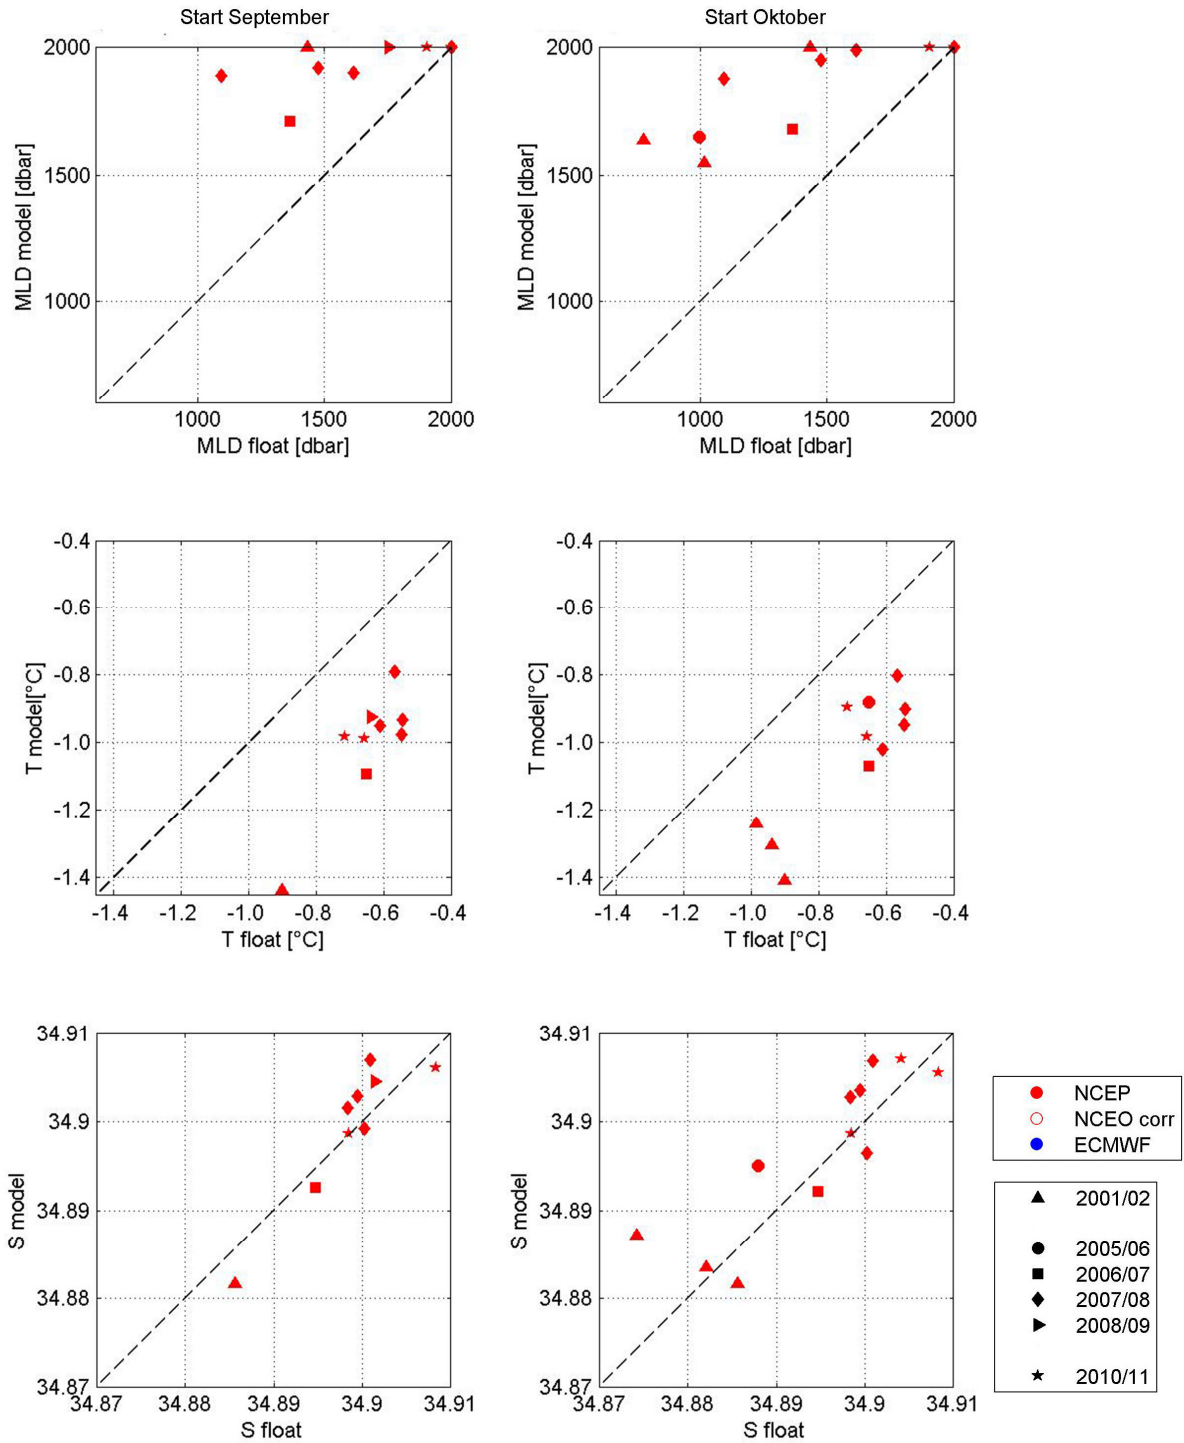 Start September
Start Oktober
2000
1500
1000
MLD model [dbar]
1000 1500 2000
MLD float [dbar]
2000
1500
1000
MLD model [dbar]
1000 1500 2000
MLD float [dbar]
-0.4
-0.6
-0.8
-1.0
-1.2
-1.4
T model[°C]
-1.4 -1.2 -1.0 -0.8 -0.6 -0.4
T float [°C]
-0.4
-0.6
-0.8
-1.0
-1.2
-1.4
T model[°C]
-1.4 -1.2 -1.0 -0.8 -0.6 -0.4
T float [°C]
34.91
34.9
34.89
34.88
34.87
S model
34.87 34.88 34.89 34.9 34.91
S float
34.91
34.9
34.89
34.88
34.87
S model
34.87 34.88 34.89 34.9 34.91
S float
NCEP
NCEO corr
ECMWF
2001/02
2005/06
2006/07
2007/08
2008/09
2010/11